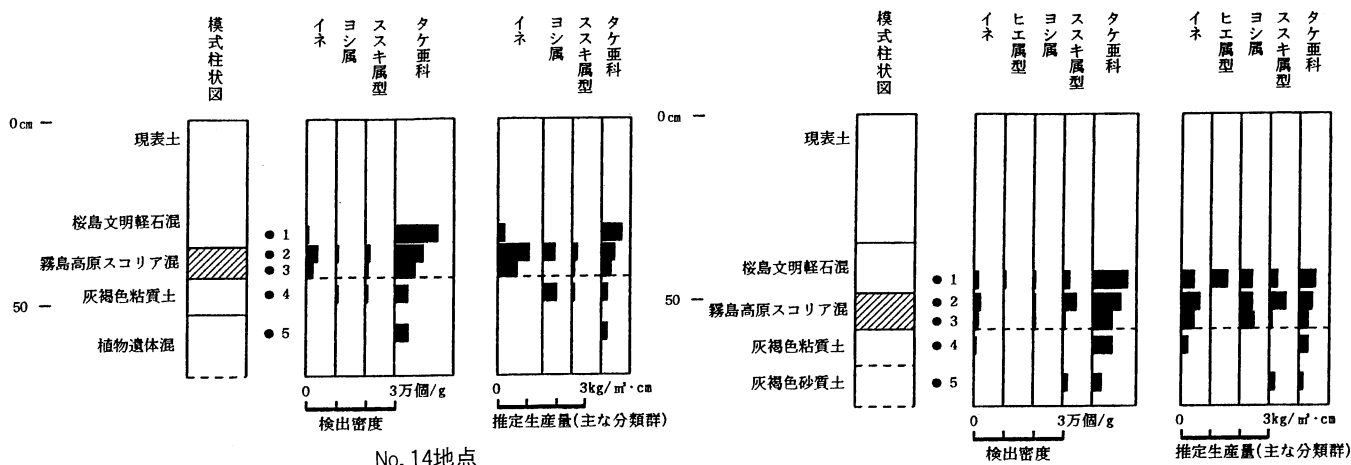 模式柱状図
イネ
ヨシ属
ススキ属型
タケ亜科
イネ
ヨシ属
ススキ属型
タケ亜科
0cm
現表土
桜島文明軽石混
霧島高原スコリア混
灰褐色粘質土
50
植物遺体混
1
2
3
4
5
0 3万個/g
検出密度
0 3kg/㎡·cm
推定生産量(主な分類群)
No. 14地点
模式柱状図
イネ
ヒエ属型
ヨシ属
ススキ属型
タケ亜科
イネ
ヒエ属型
ヨシ属
ススキ属型
タケ亜科
0cm
現表土
桜島文明軽石混
50
霧島高原スコリア混
灰褐色粘質土
灰褐色砂質土
1
2
3
4
5
0 3万個/g
検出密度
0 3kg/㎡·cm
推定生産量(主な分類群)